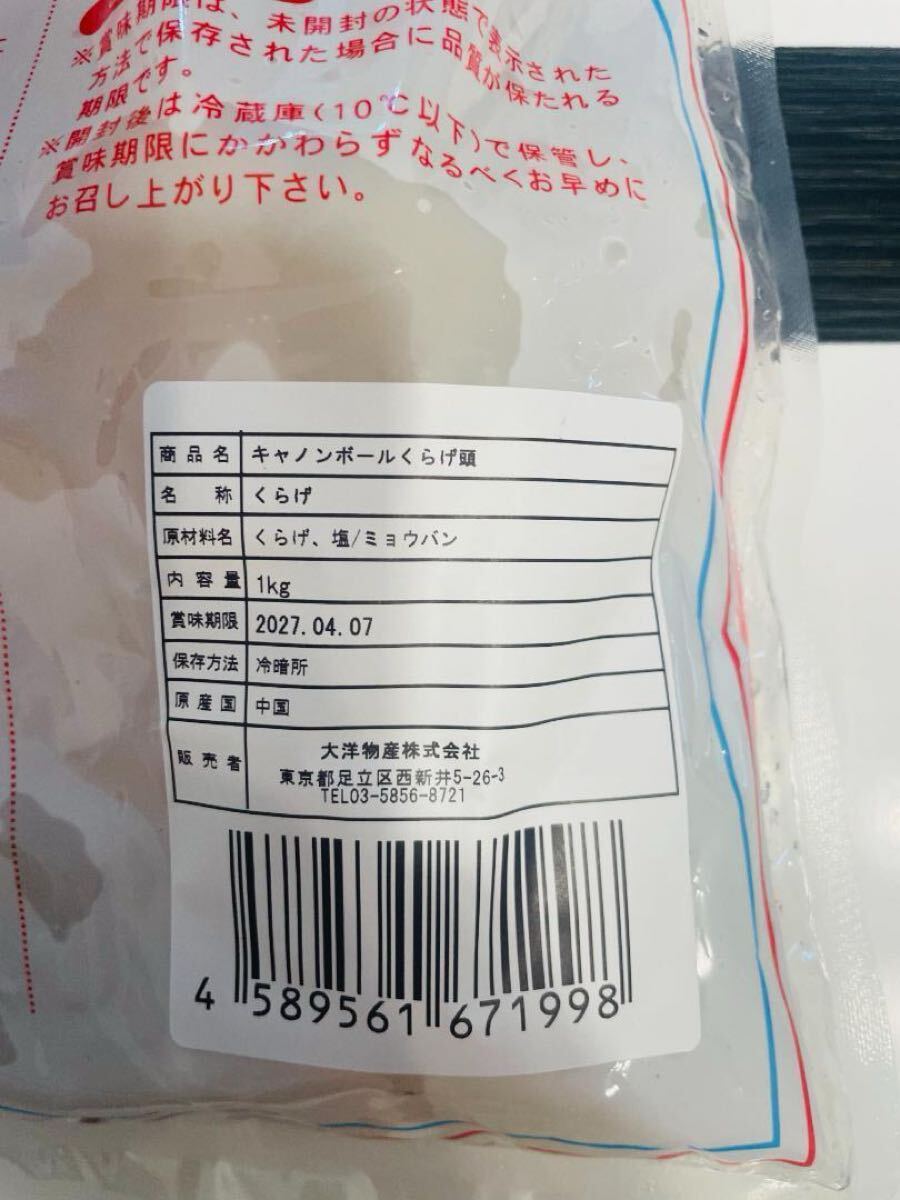 ※賞味期限は、未開封の状態で表示された
方法で保存された場合に品質が保たれる
期限です。
※開封後は冷蔵庫(10℃以下)で保管し、
賞味期限にかかわらずなるべくお早めに
お召し上がり下さい。
商品名 キャノンボールくらげ頭
名称 くらげ
原材料名 くらげ、塩/ミョウバン
内容量 1kg
賞味期限 2027.04.07
保存方法 冷暗所
原産国 中国
販売者 大洋物産株式会社
東京都足立区西新井5-26-3
TEL03-5856-8721
4 589561 671998